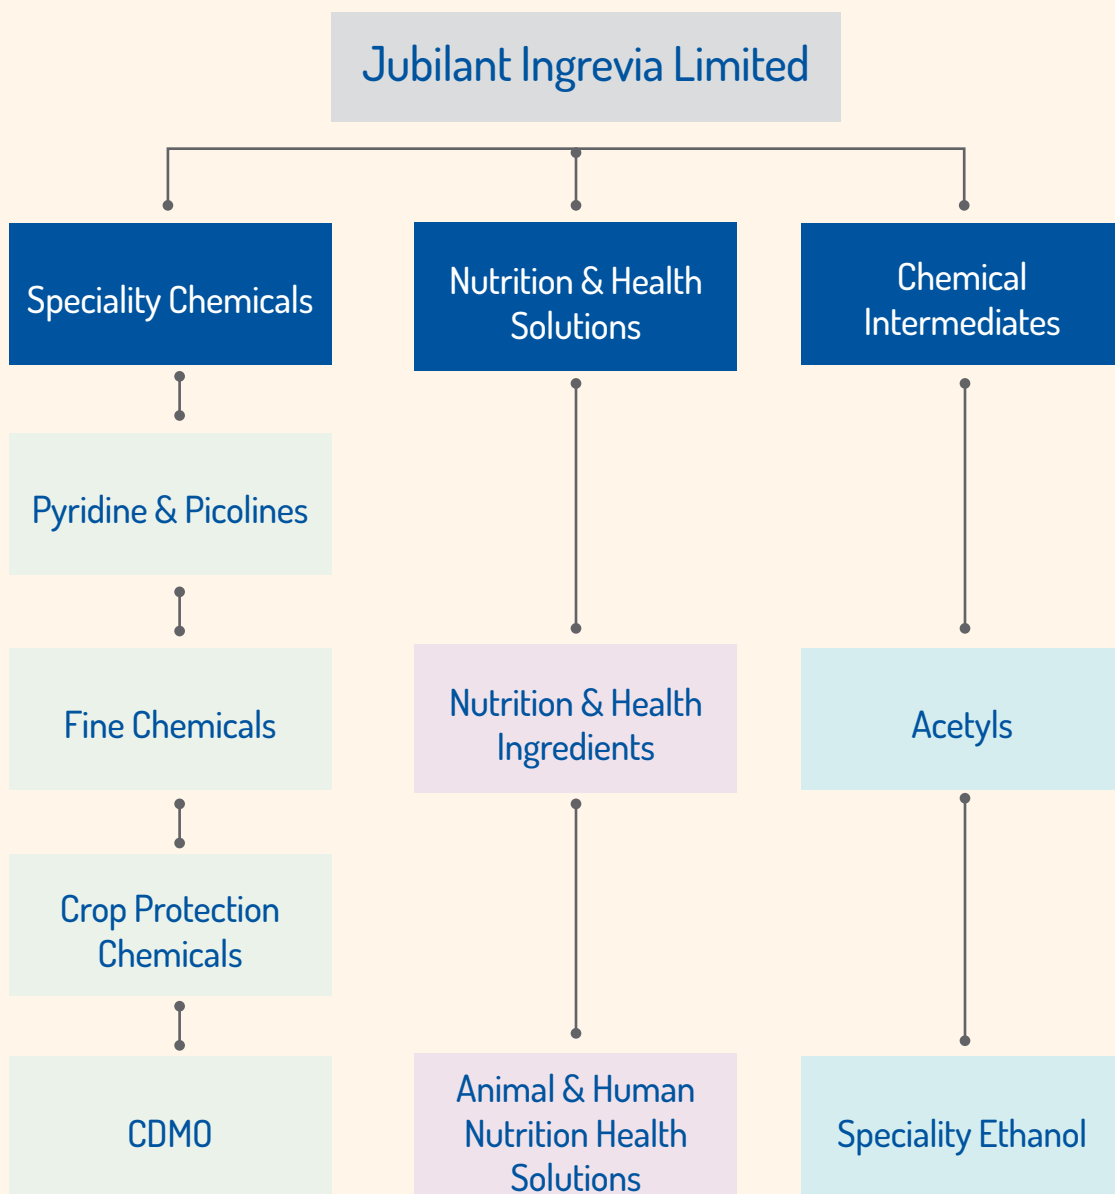 Jubilant Ingrevia Limited
Speciality Chemicals
Nutrition & Health
Solutions
Chemical
Intermediates
Pyridine & Picolines
Fine Chemicals
Nutrition & Health
Ingredients
Acetyls
Crop Protection
Chemicals
CDMO
Animal & Human
Nutrition Health
Solutions
Speciality Ethanol